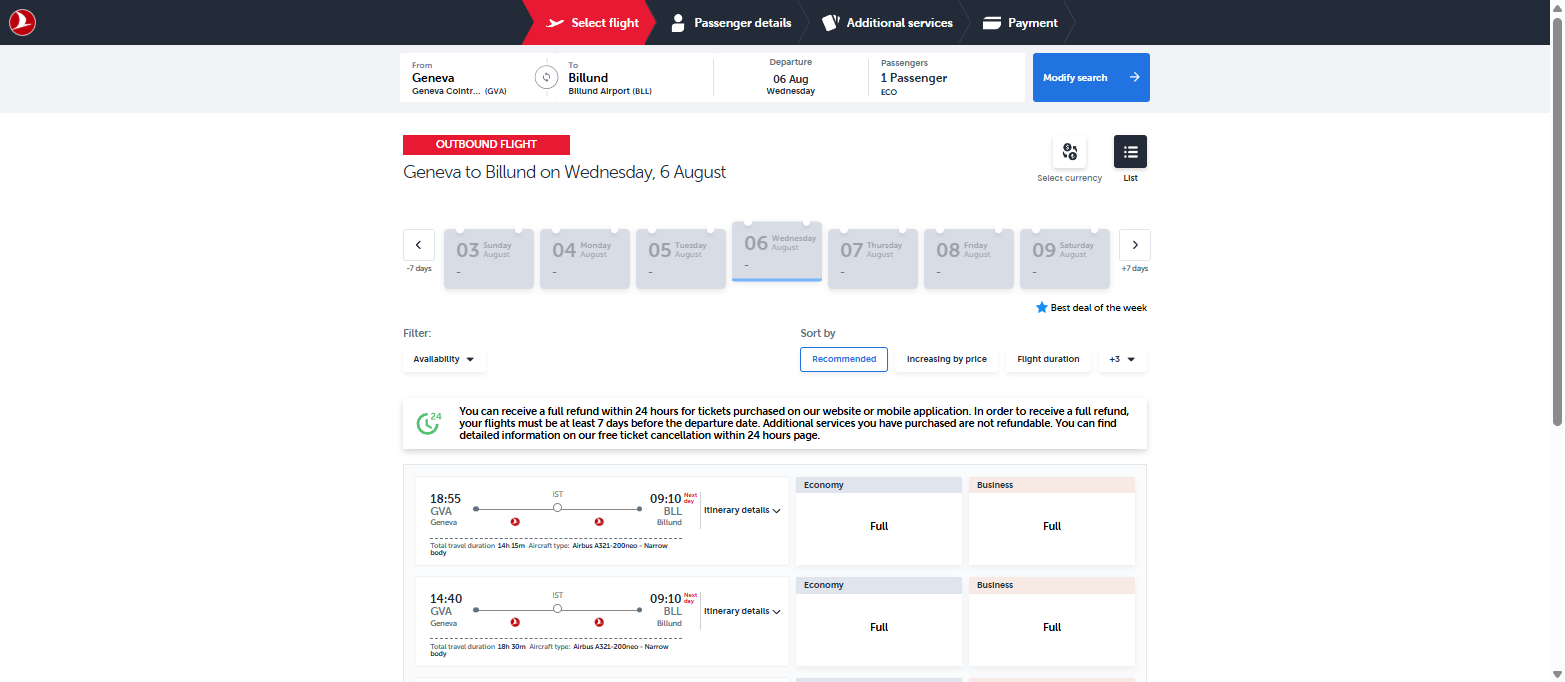 Select flight
Passenger details
Additional services
Payment
From
Geneva
Geneva Cointr... (GVA)
To
Billund
Billund Airport (BLL)
Departure
06 Aug
Wednesday
Passengers
1 Passenger
ECO
Modify search
OUTBOUND FLIGHT
Geneva to Billund on Wednesday, 6 August
Select currency
List
-7 days
03 Sunday August
-
04 Monday August
-
05 Tuesday August
-
06 Wednesday August
-
07 Thursday August
-
08 Friday August
-
09 Saturday August
-
+7 days
Best deal of the week
Filter:
Availability
Sort by
Recommended
Increasing by price
Flight duration
+3
24
You can receive a full refund within 24 hours for tickets purchased on our website or mobile application. In order to receive a full refund,
your flights must be at least 7 days before the departure date. Additional services you have purchased are not refundable. You can find
detailed information on our free ticket cancellation within 24 hours page.
18:55
GVA
Geneva
IST
09:10 Next day
BLL
Billund
Itinerary details
Total travel duration 14h 15m Aircraft type: Airbus A321-200neo - Narrow
body
Economy
Full
Business
Full
14:40
GVA
Geneva
IST
09:10 Next day
BLL
Billund
Itinerary details
Total travel duration 18h 30m Aircraft type: Airbus A321-200neo - Narrow
body
Economy
Full
Business
Full